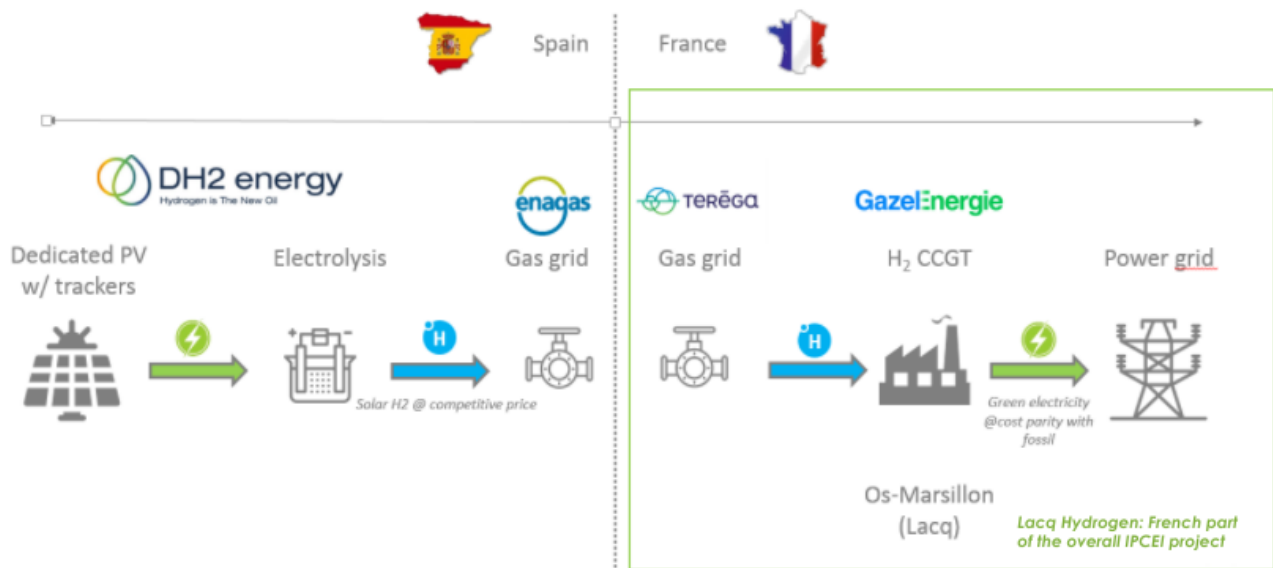 Spain
France
DH2 energy
Hydrogen is The New Oil
enagas
TERĒGA
GazelEnergie
Dedicated PV
w/ trackers
Electrolysis
Gas grid
Gas grid
H₂ CCGT
Power grid
+ −
H
H
Solar H2 @ competitive price
Green electricity
@cost parity with
fossil
Os-Marsillon
(Lacq)
Lacq Hydrogen: French part
of the overall IPCEI project